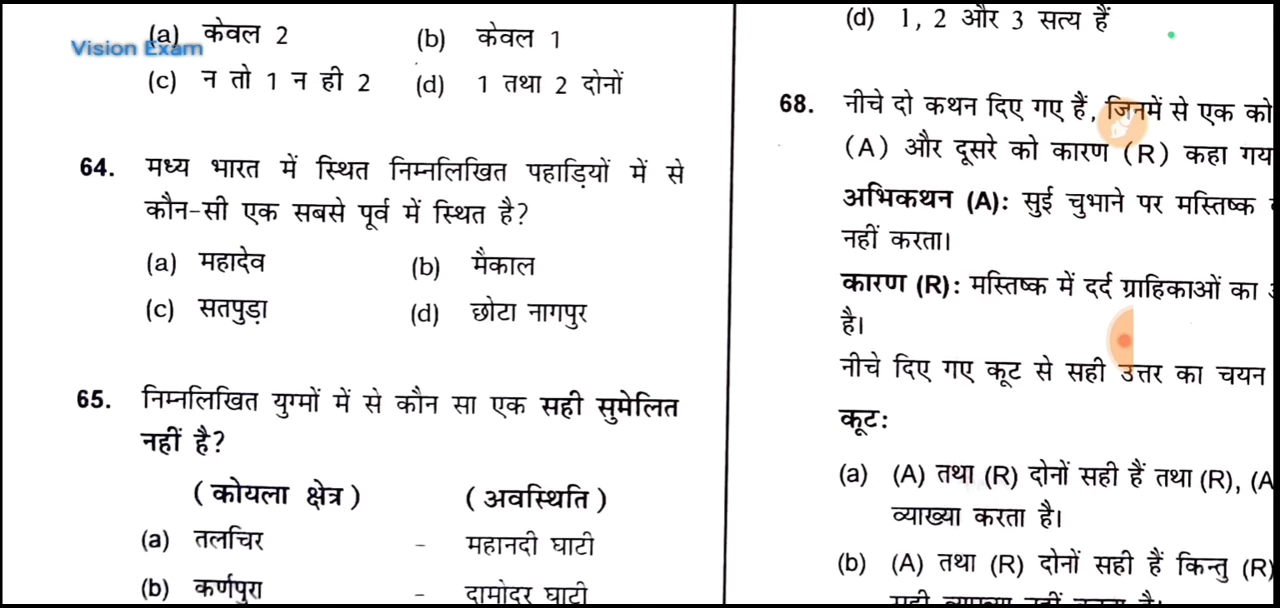 (a) केवल 2 (b) केवल 1
Vision Exam
(c) न तो 1 न ही 2 (d) 1 तथा 2 दोनों
64. मध्य भारत में स्थित निम्नलिखित पहाड़ियों में से
कौन-सी एक सबसे पूर्व में स्थित है?
(a) महादेव (b) मैकाल
(c) सतपुड़ा (d) छोटा नागपुर
65. निम्नलिखित युग्मों में से कौन सा एक सही सुमेलित
नहीं है?
(कोयला क्षेत्र) (अवस्थिति)
(a) तलचिर - महानदी घाटी
(b) कर्णपुरा - दामोदर घाटी
(d) 1, 2 और 3 सत्य हैं
68. नीचे दो कथन दिए गए हैं, जिनमें से एक को
(A) और दूसरे को कारण (R) कहा गय
अभिकथन (A): सुई चुभाने पर मस्तिष्क
नहीं करता।
कारण (R): मस्तिष्क में दर्द ग्राहिकाओं का
है।
नीचे दिए गए कूट से सही उत्तर का चयन
कूट:
(a) (A) तथा (R) दोनों सही हैं तथा (R), (A
व्याख्या करता है।
(b) (A) तथा (R) दोनों सही हैं किन्तु (R)